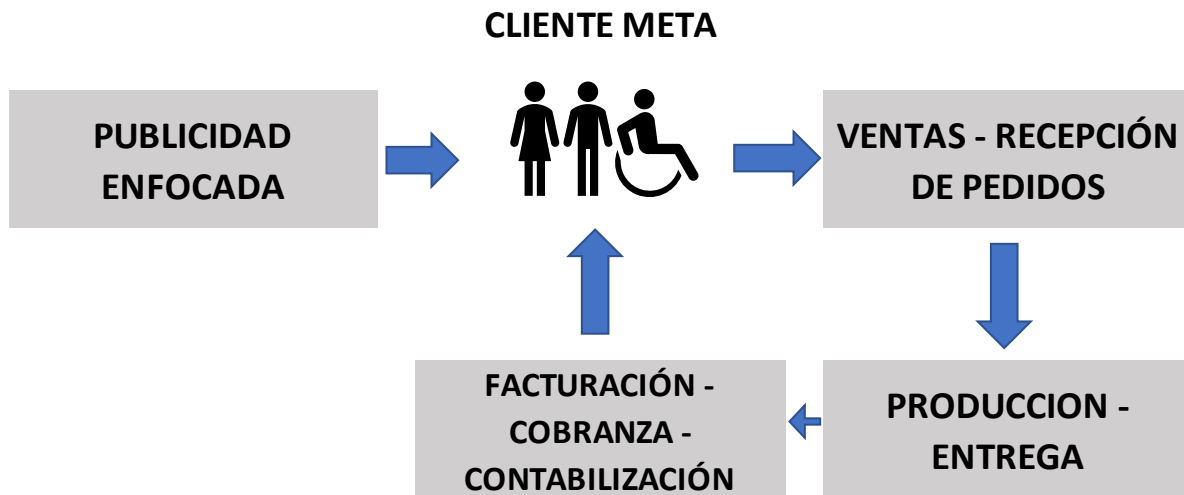 CLIENTE META
PUBLICIDAD
ENFOCADA
VENTAS - RECEPCIÓN
DE PEDIDOS
FACTURACIÓN -
COBRANZA -
CONTABILIZACIÓN
PRODUCCION -
ENTREGA